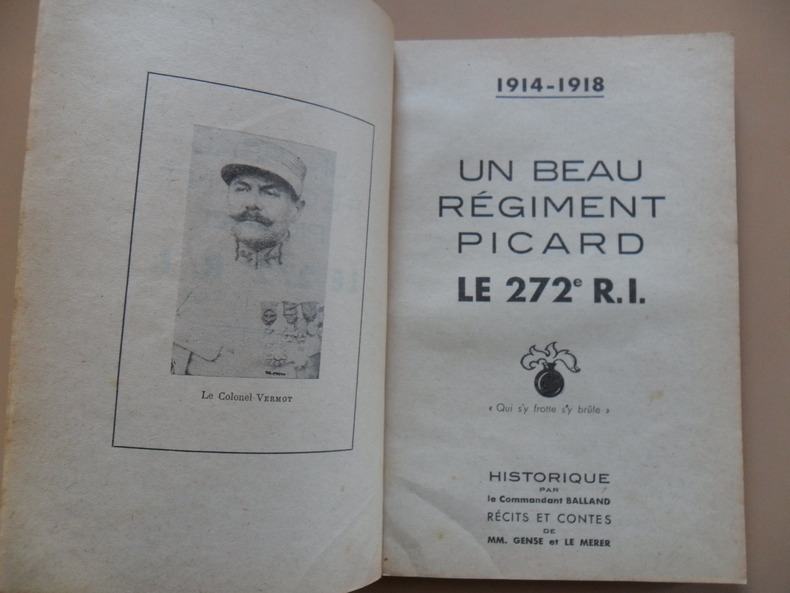 Le Colonel VERMOT
1914-1918
UN BEAU
RÉGIMENT
PICARD
LE 272e R.I.
« Qui s'y frotte s'y brûle »
HISTORIQUE
PAR
le Commandant BALLAND
RÉCITS ET CONTES
DE
MM. GENSE et LE MERER